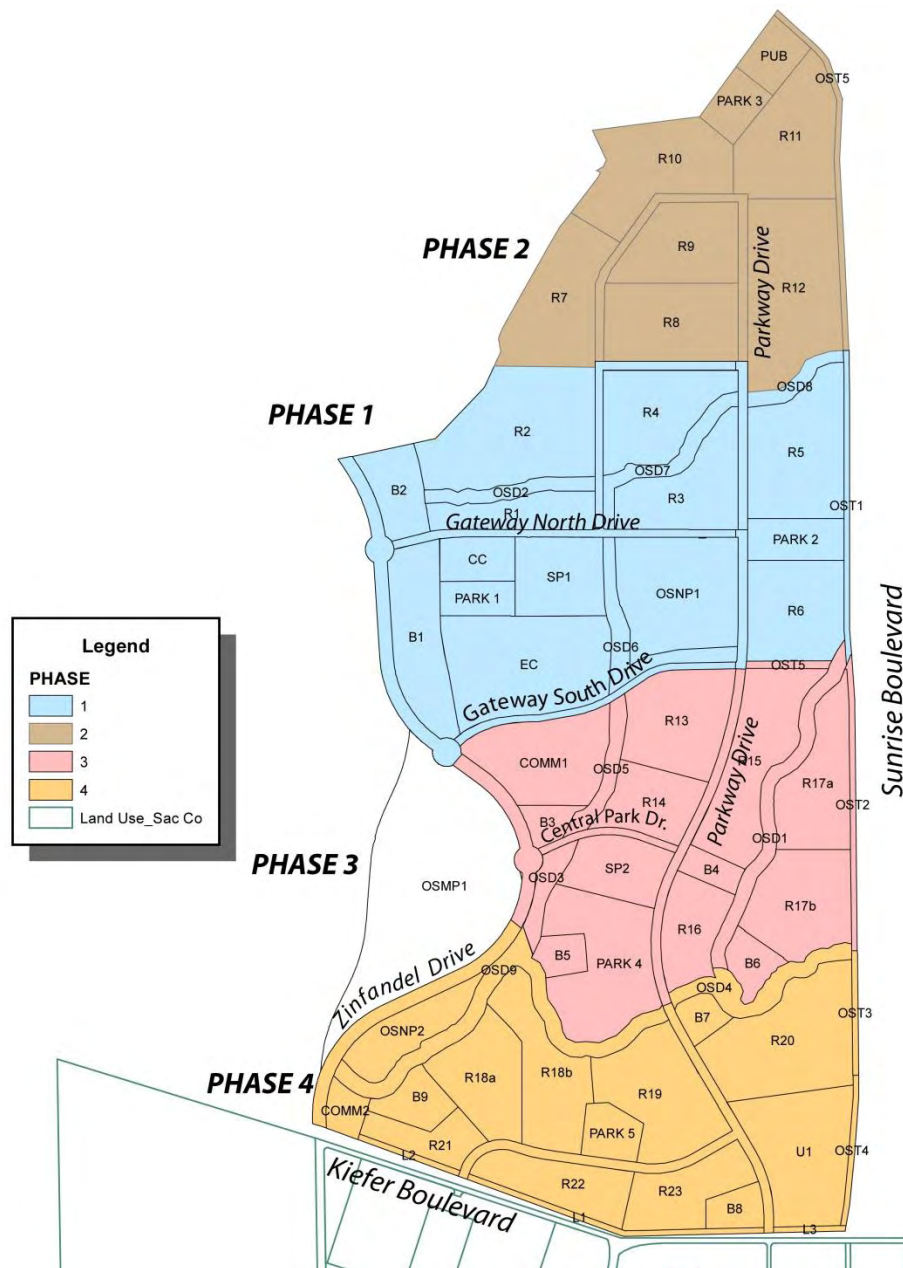 PUB
OST5
PARK 3
R11
R10
PHASE 2
R9
Parkway Drive
R7
R12
R8
OSD8
PHASE 1
R4
R2
R5
OSD7
B2
OSD2
R3
OST1
R1
Gateway North Drive
PARK 2
CC
SP1
OSNP1
PARK 1
R6
B1
OSD6
EC
OST5
Gateway South Drive
Sunrise Boulevard
Legend
PHASE
1
2
3
4
Land Use_Sac Co
R13
COMM1
OSD5
Parkway Drive
R17a
R14
OST2
B3
Central Park Dr.
OSD1
PHASE 3
SP2
B4
OSD3
OSMP1
R17b
R16
B5
PARK 4
B6
Zinfandel Drive
OSD9
OSD4
B7
OST3
OSNP2
R20
PHASE 4
R18a
R18b
R19
B9
COMM2
PARK 5
R21
U1
OST4
L2
Kiefer Boulevard
R22
R23
B8
L1
L3